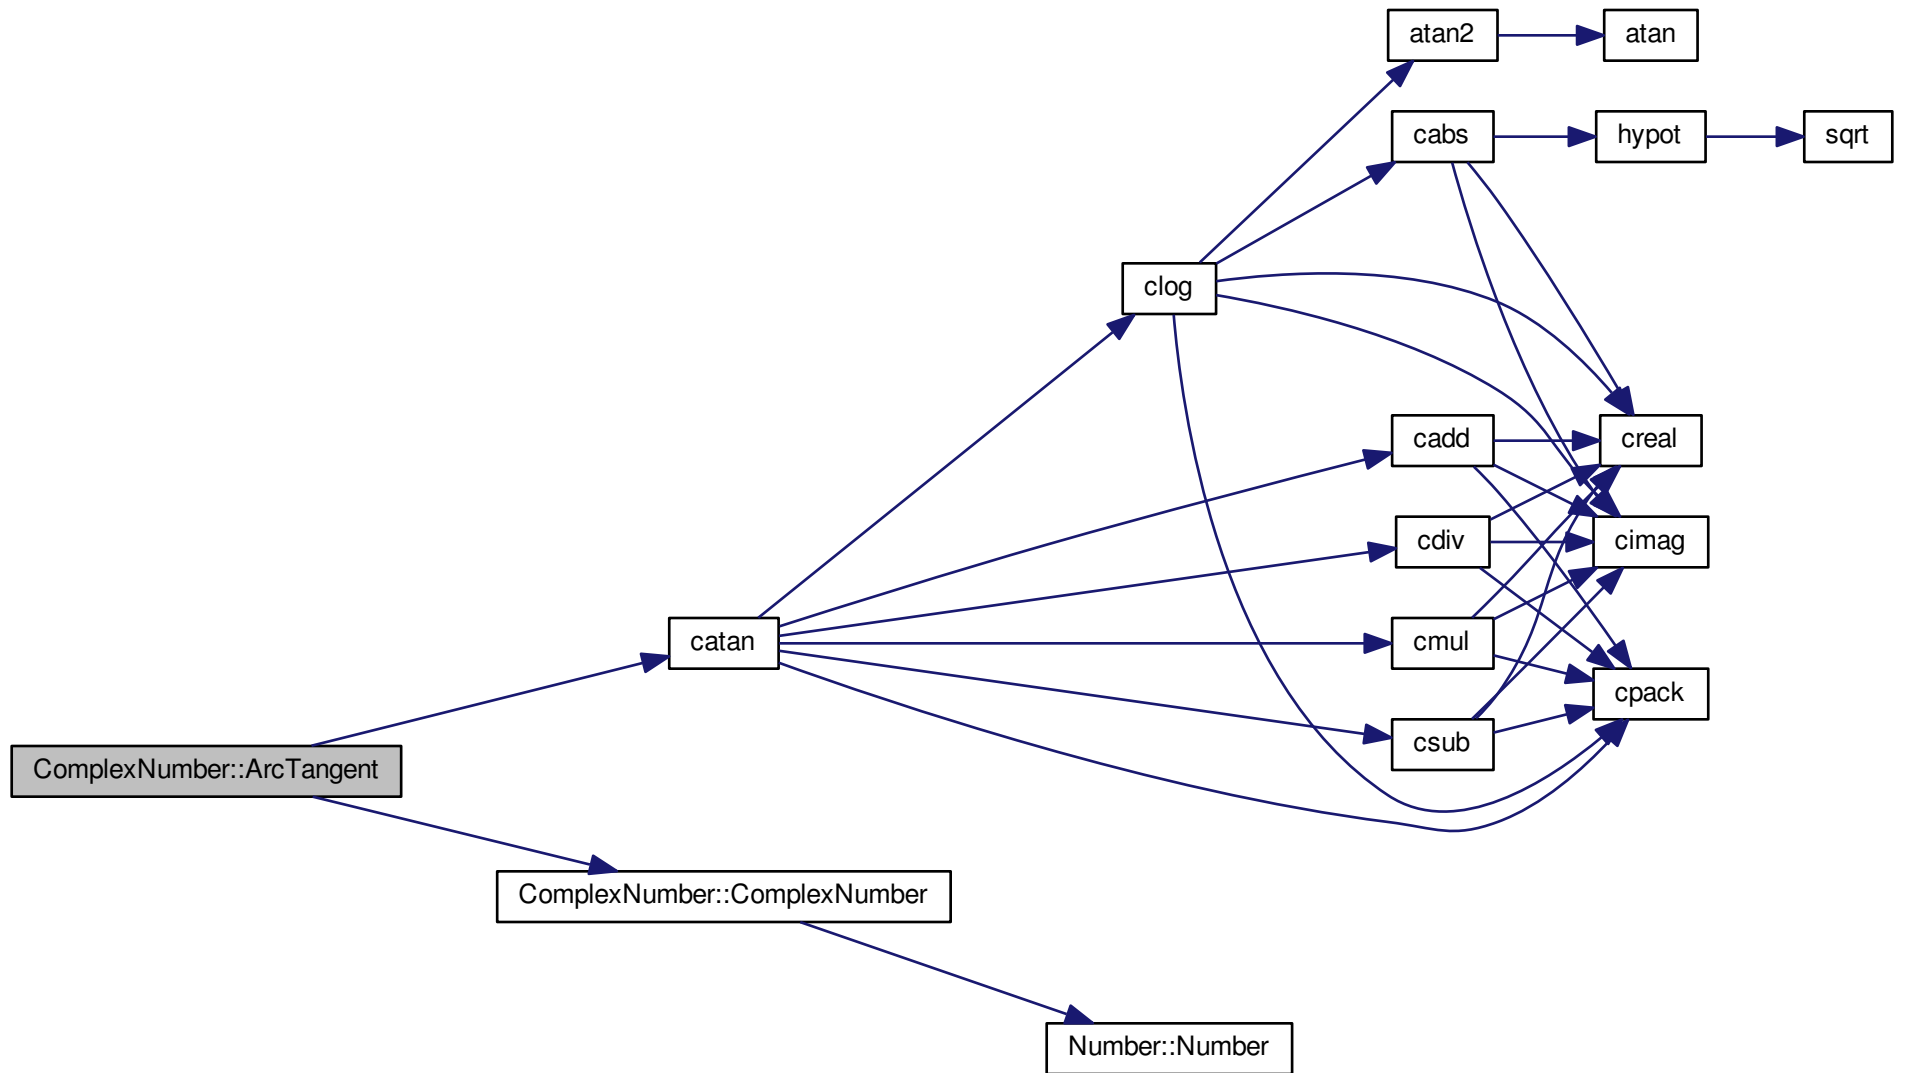 atan2
atan
cabs
hypot
sqrt
clog
cadd
creal
cdiv
cimag
catan
cmul
cpack
csub
ComplexNumber::ArcTangent
ComplexNumber::ComplexNumber
Number::Number